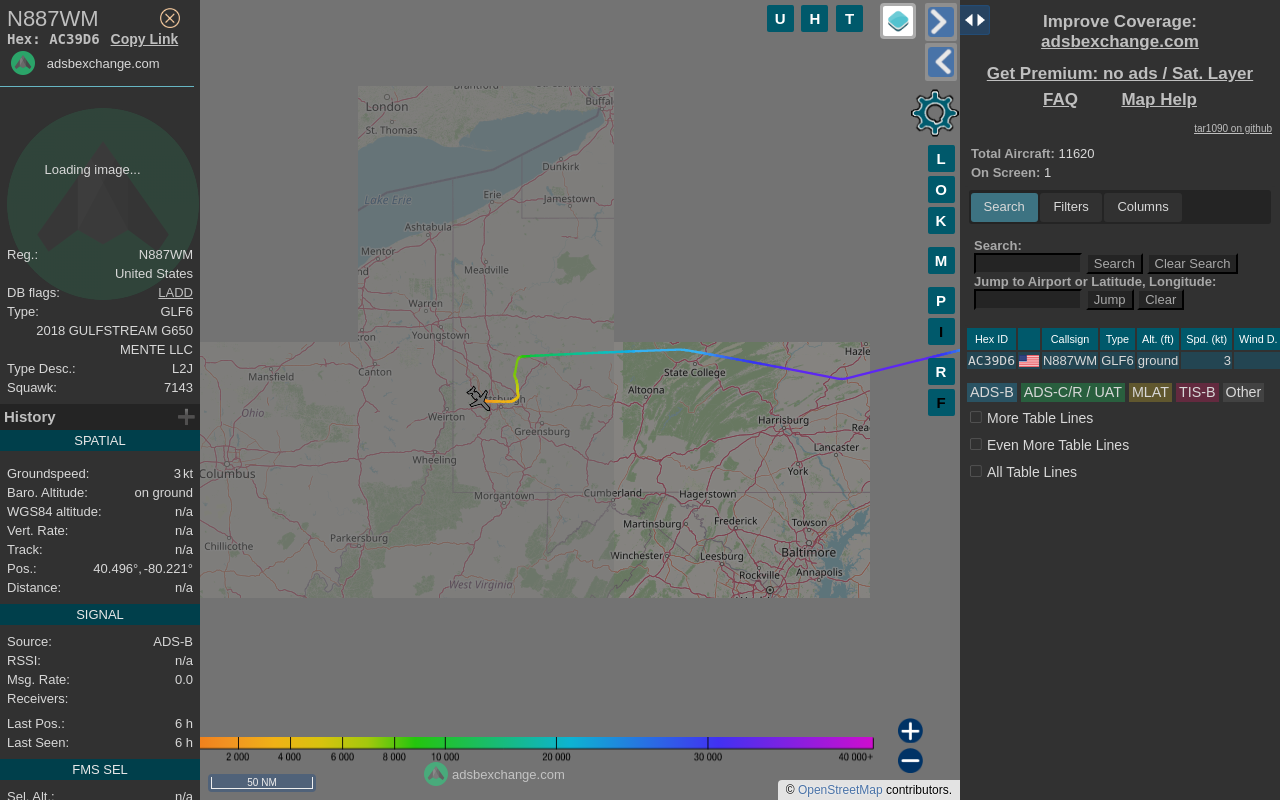 N887WM
Hex: AC39D6 Copy Link
adsbexchange.com
Loading image...
Reg.: N887WM
United States
DB flags: LADD
Type: GLF6
2018 GULFSTREAM G650
MENTE LLC
Type Desc.: L2J
Squawk: 7143
History
SPATIAL
Groundspeed: 3 kt
Baro. Altitude: on ground
WGS84 altitude: n/a
Vert. Rate: n/a
Track: n/a
Pos.: 40.496°, -80.221°
Distance: n/a
SIGNAL
Source: ADS-B
RSSI: n/a
Msg. Rate: 0.0
Receivers:
Last Pos.: 6 h
Last Seen: 6 h
FMS SEL
Sel. Alt.: n/a
U H T
L
O
K
M
P
I
R
F
London
St. Thomas
Buffal
Dunkirk
Lake Erie
Erie
Jamestown
Ashtabula
Mentor
Meadville
Warren
Youngstown
Canton
Mansfield
Ohio
Weirton
Greensburg
Wheeling
Columbus
Morgantown
Parkersburg
Chillicothe
West Virginia
Hazle
State College
Altoona
Harrisburg
Rea
Lancaster
York
Cumberland
Hagerstown
Martinsburg
Frederick
Towson
Winchester
Leesburg
Baltimore
Rockville
Annapolis
2 000 4 000 6 000 8 000 10 000 20 000 30 000 40 000+
50 NM
adsbexchange.com
© OpenStreetMap contributors.
Improve Coverage:
adsbexchange.com
Get Premium: no ads / Sat. Layer
FAQ Map Help
tar1090 on github
Total Aircraft: 11620
On Screen: 1
Search Filters Columns
Search:
Search Clear Search
Jump to Airport or Latitude, Longitude:
Jump Clear
Hex ID Callsign Type Alt. (ft) Spd. (kt) Wind D.
AC39D6 N887WM GLF6 ground 3
ADS-B ADS-C/R / UAT MLAT TIS-B Other
More Table Lines
Even More Table Lines
All Table Lines